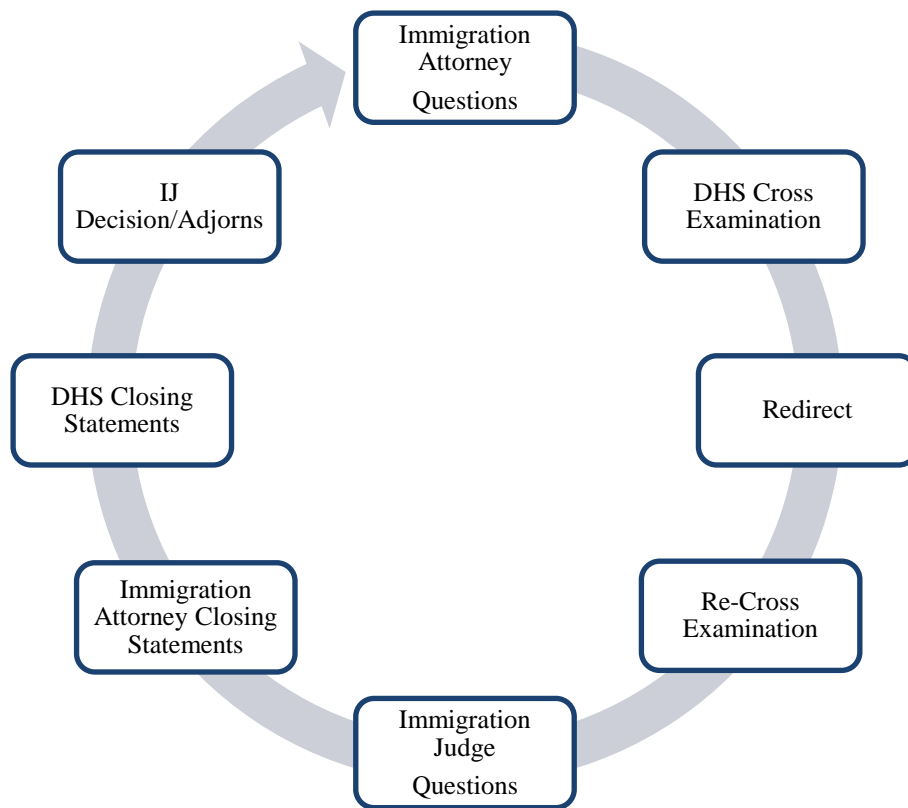 Immigration
Attorney
Questions
DHS Cross
Examination
Redirect
Re-Cross
Examination
Immigration
Judge
Questions
Immigration
Attorney Closing
Statements
DHS Closing
Statements
IJ
Decision/Adjorns